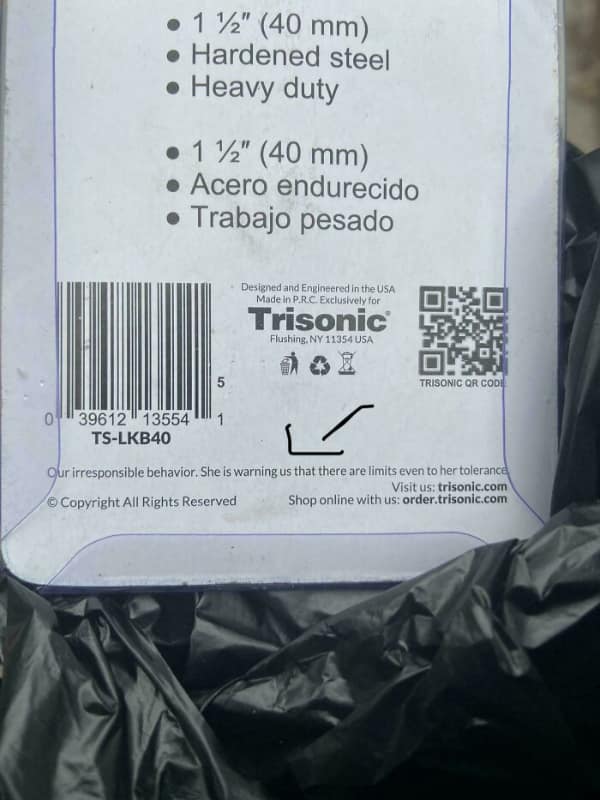 • 1 ½" (40 mm)
• Hardened steel
• Heavy duty
• 1 ½" (40 mm)
• Acero endurecido
• Trabajo pesado
Designed and Engineered in the USA
Made in P.R.C. Exclusively for
Trisonic®
Flushing, NY 11354 USA
TRISONIC QR CODE
5
0 39612 13554 1
TS-LKB40
Our irresponsible behavior. She is warning us that there are limits even to her tolerance
Visit us: trisonic.com
© Copyright All Rights Reserved
Shop online with us: order.trisonic.com